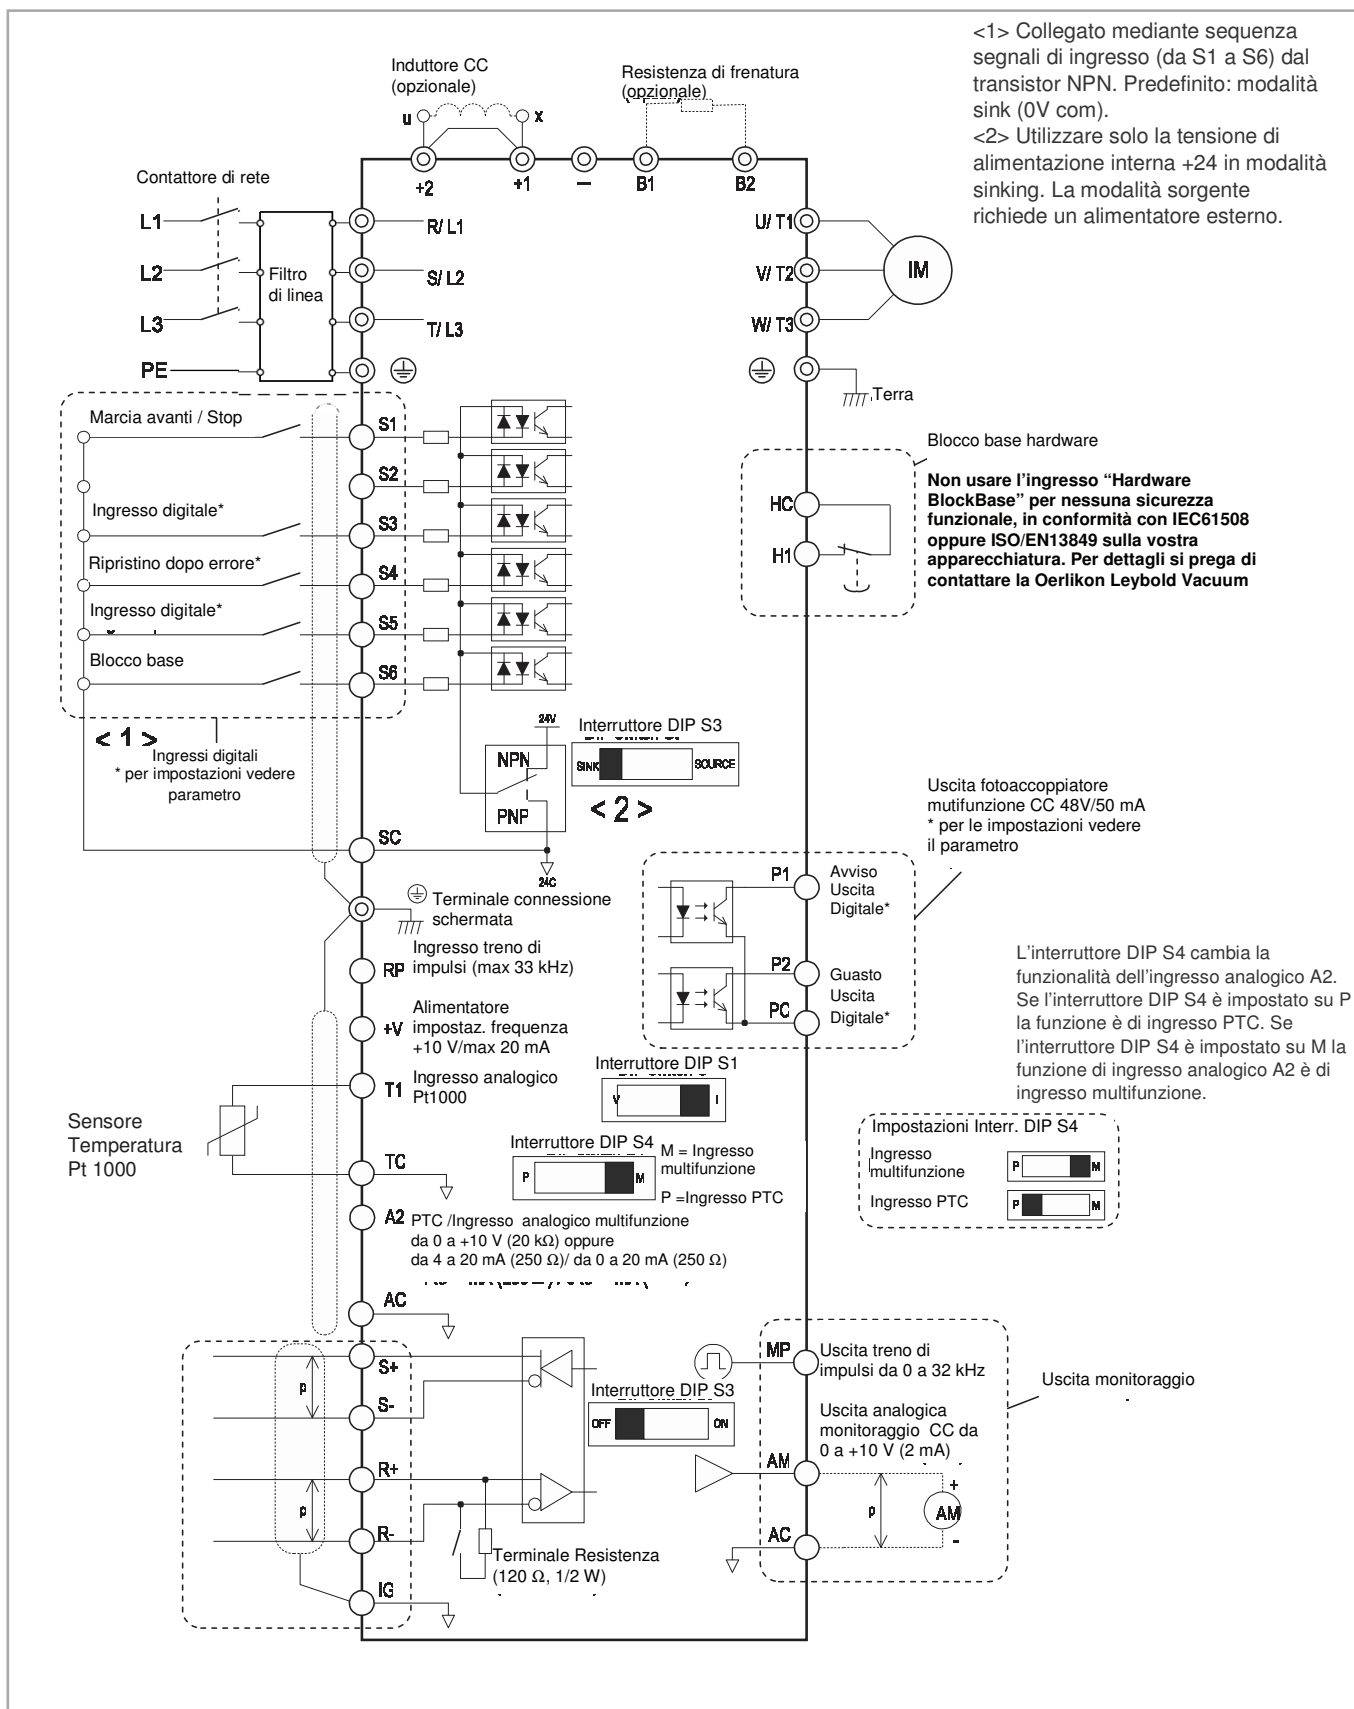 <1> Collegato mediante sequenza
segnali di ingresso (da S1 a S6) dal
transistor NPN. Predefinito: modalità
sink (0V com).
<2> Utilizzare solo la tensione di
alimentazione interna +24 in modalità
sinking. La modalità sorgente
richiede un alimentatore esterno.
Induttore CC
(opzionale)
u
x
Resistenza di frenatura
(opzionale)
+2
+1
–
B1
B2
Contattore di rete
L1
L2
L3
PE
Filtro
di linea
R/ L1
S/ L2
T/ L3
U/ T1
V/ T2
W/ T3
IM
Terra
Marcia avanti / Stop
S1
S2
Ingresso digitale*
S3
Ripristino dopo errore*
S4
Ingresso digitale*
S5
Blocco base
S6
< 1 >
Ingressi digitali
* per impostazioni vedere
parametro
Blocco base hardware
Non usare l'ingresso “Hardware
BlockBase” per nessuna sicurezza
funzionale, in conformità con IEC61508
oppure ISO/EN13849 sulla vostra
apparecchiatura. Per dettagli si prega di
contattare la Oerlikon Leybold Vacuum
HC
H1
24V
NPN
PNP
Interruttore DIP S3
SINK
SOURCE
< 2 >
SC
24C
Terminale connessione
schermata
Uscita fotoaccoppiatore
mutifunzione CC 48V/50 mA
* per le impostazioni vedere
il parametro
P1
Avviso
Uscita
Digitale*
P2
Guasto
Uscita
PC
Digitale*
RP
Ingresso treno di
impulsi (max 33 kHz)
+V
Alimentatore
impostaz. frequenza
+10 V/max 20 mA
T1
Ingresso analogico
Pt1000
Interruttore DIP S1
V
I
Sensore
Temperatura
Pt 1000
TC
Interruttore DIP S4
P
M
M = Ingresso
multifunzione
P =Ingresso PTC
A2
PTC /Ingresso analogico multifunzione
da 0 a +10 V (20 kΩ) oppure
da 4 a 20 mA (250 Ω)/ da 0 a 20 mA (250 Ω)
L'interruttore DIP S4 cambia la
funzionalità dell'ingresso analogico A2.
Se l'interruttore DIP S4 è impostato su P
la funzione è di ingresso PTC. Se
l'interruttore DIP S4 è impostato su M la
funzione di ingresso analogico A2 è di
ingresso multifunzione.
Impostazioni Interr. DIP S4
Ingresso
multifunzione
P
M
Ingresso PTC
P
M
AC
S+
p
S-
R+
p
R-
IG
Interruttore DIP S3
OFF
ON
Terminale Resistenza
(120 Ω, 1/2 W)
MP
Uscita treno di
impulsi da 0 a 32 kHz
Uscita analogica
monitoraggio CC da
0 a +10 V (2 mA)
AM
p
+
AM
-
AC
Uscita monitoraggio